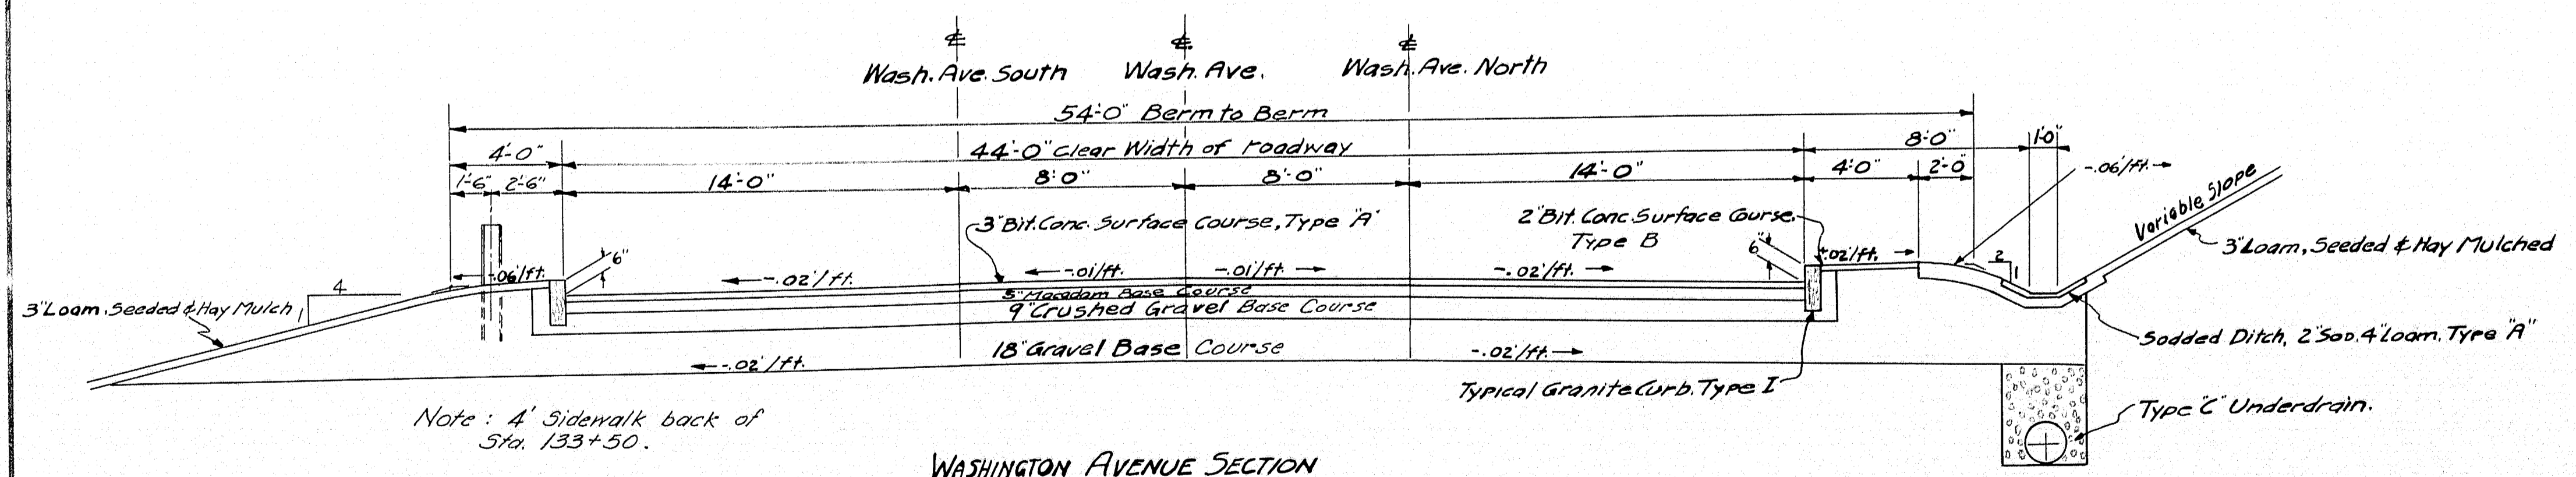 ℄ ℄ ℄
Wash. Ave. South Wash. Ave. Wash. Ave. North
54'-0" Berm to Berm
4'-0" 44'-0" Clear Width of roadway 8'-0" 1'-0"
1'-6" 2'-6" 14'-0" 8'-0" 8'-0" 14'-0" 4'-0" 2'-0" -.06/ft.
3" Bit. Conc. Surface Course, Type "A"
2" Bit. Conc. Surface Course,
Type B
Variable Slope
3" Loam, Seeded & Hay Mulched
-.06/ft. 6" -.02'/ft. -.01/ft. -.01/ft. -.02'/ft. 6" +.02'/ft. 2
1
4
1
3" Loam, Seeded & Hay Mulch
5" Macadam Base Course
9" Crushed Gravel Base Course
18" Gravel Base Course
-.02'/ft. -.02'/ft.
Sodded Ditch, 2" Sod. 4" Loam. Type "A"
Typical Granite Curb. Type I
Type "C" Underdrain.
Note: 4' Sidewalk back of
Sta. 133+50.
WASHINGTON AVENUE SECTION